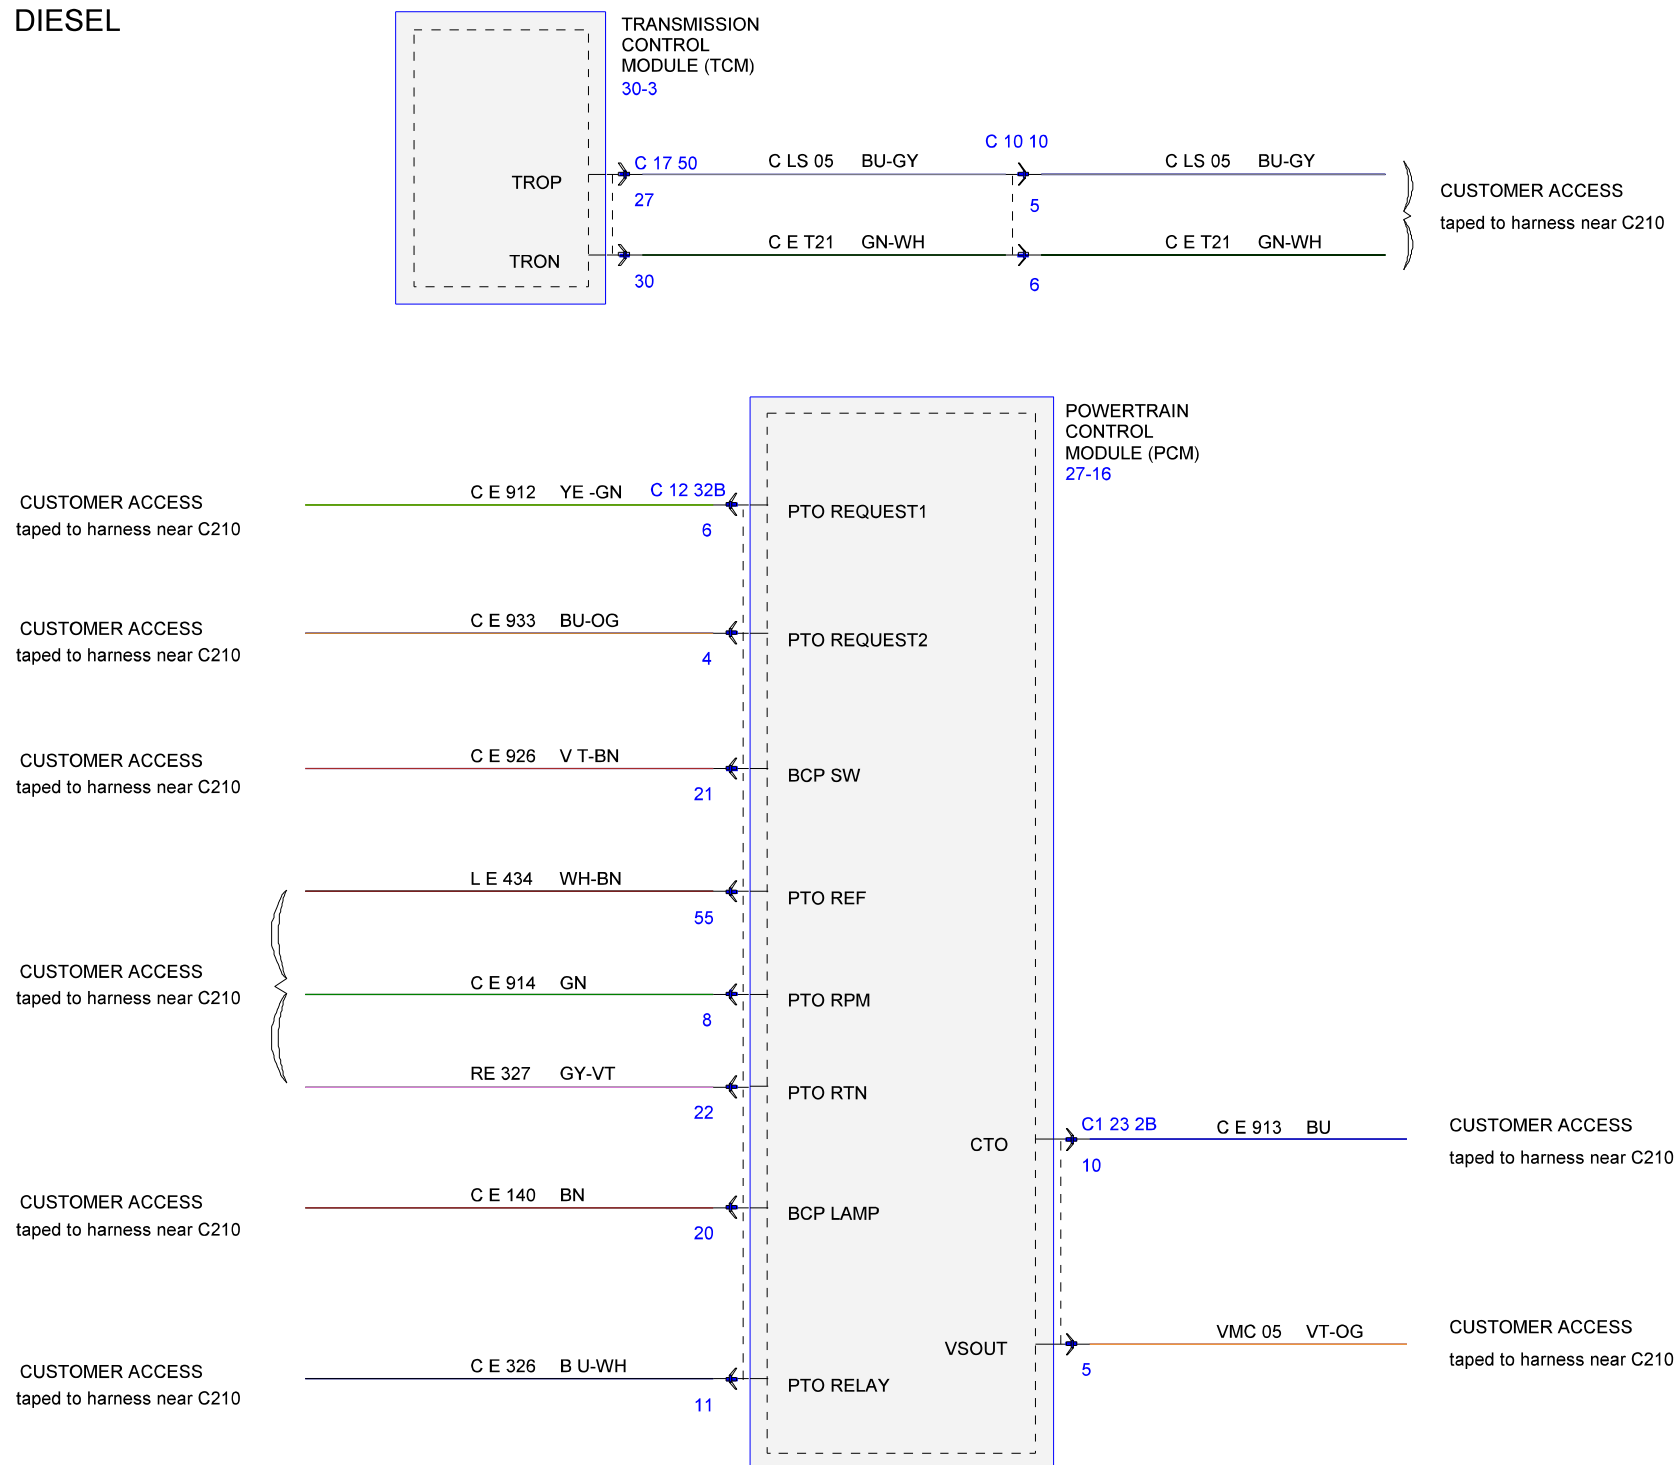 DIESEL
TRANSMISSION
CONTROL
MODULE (TCM)
30-3
C 10 10
C 17 50
C LS 05 BU-GY
C LS 05 BU-GY
TROP
27
5
CUSTOMER ACCESS
taped to harness near C210
C E T21 GN-WH
C E T21 GN-WH
TRON
30
6
POWERTRAIN
CONTROL
MODULE (PCM)
27-16
CUSTOMER ACCESS
taped to harness near C210
C E 912 YE -GN
C 12 32B
6
PTO REQUEST1
CUSTOMER ACCESS
taped to harness near C210
C E 933 BU-OG
4
PTO REQUEST2
CUSTOMER ACCESS
taped to harness near C210
C E 926 V T-BN
21
BCP SW
L E 434 WH-BN
55
PTO REF
CUSTOMER ACCESS
taped to harness near C210
C E 914 GN
8
PTO RPM
RE 327 GY-VT
22
PTO RTN
CTO
C1 23 2B
10
C E 913 BU
CUSTOMER ACCESS
taped to harness near C210
CUSTOMER ACCESS
taped to harness near C210
C E 140 BN
20
BCP LAMP
VSOUT
5
VMC 05 VT-OG
CUSTOMER ACCESS
taped to harness near C210
CUSTOMER ACCESS
taped to harness near C210
C E 326 B U-WH
11
PTO RELAY